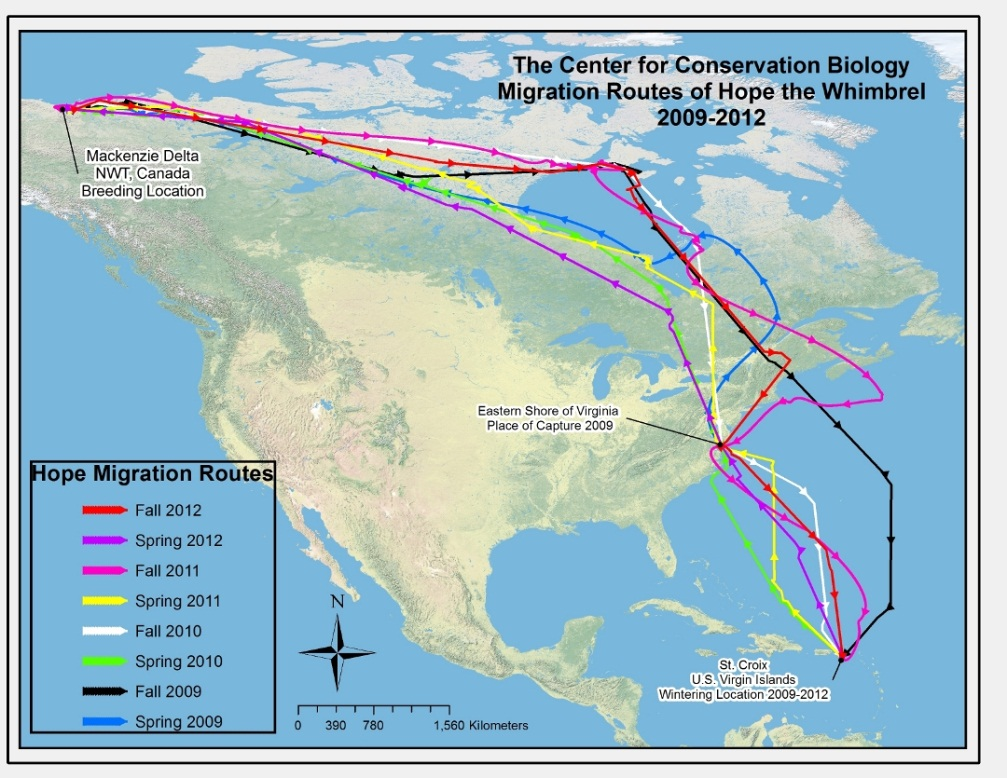 The Center for Conservation Biology
Migration Routes of Hope the Whimbrel
2009-2012
Mackenzie Delta
NWT, Canada
Breeding Location
Eastern Shore of Virginia
Place of Capture 2009
Hope Migration Routes
Fall 2012
Spring 2012
Fall 2011
Spring 2011
Fall 2010
Spring 2010
Fall 2009
Spring 2009
N
0 390 780 1,560 Kilometers
St. Croix
U.S. Virgin Islands
Wintering Location 2009-2012